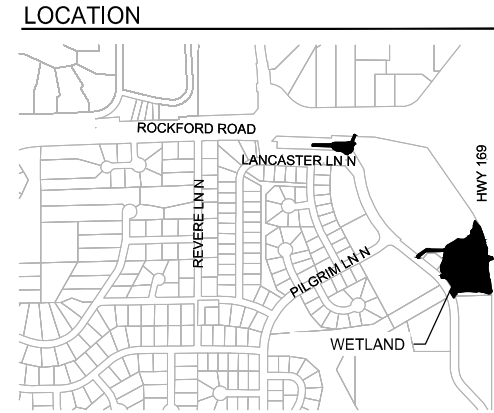 LOCATION
ROCKFORD ROAD
LANCASTER LN N
HWY 169
REVERE LN N
PILGRIM LN N
WETLAND